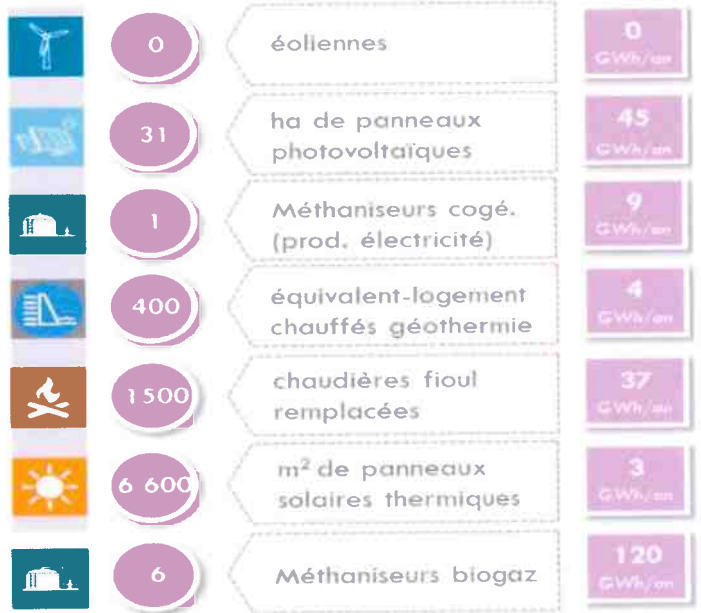 0 éoliennes 0 GWh/an
31 ha de panneaux photovoltaïques 45 GWh/an
1 Méthaniseurs cogé. (prod. électricité) 9 GWh/an
400 équivalent-logement chauffés géothermie 4 GWh/an
1500 chaudières fioul remplacées 37 GWh/an
6 600 m² de panneaux solaires thermiques 3 GWh/an
6 Méthaniseurs biogaz 120 GWh/an